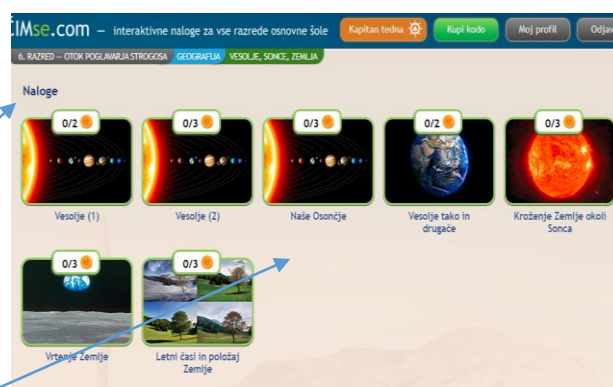 ČIMse.com – interaktivne naloge za vse razrede osnovne šole
Kapitan tedna
Kupi kodo
Moj profil
Odjav
6. RAZRED – OTOK POGLAVARJA STROGOSA
GEOGRAFIJA
VESOLJE, SONCE, ZEMLJA
Naloge
0/2
0/3
0/3
0/2
0/3
Vesolje (1)
Vesolje (2)
Naše Osončje
Vesolje tako in
drugače
Kroženje Zemlje okoli
Sonca
0/3
0/3
Vrtenje Zemlje
Letni časi in položaj
Zemlje